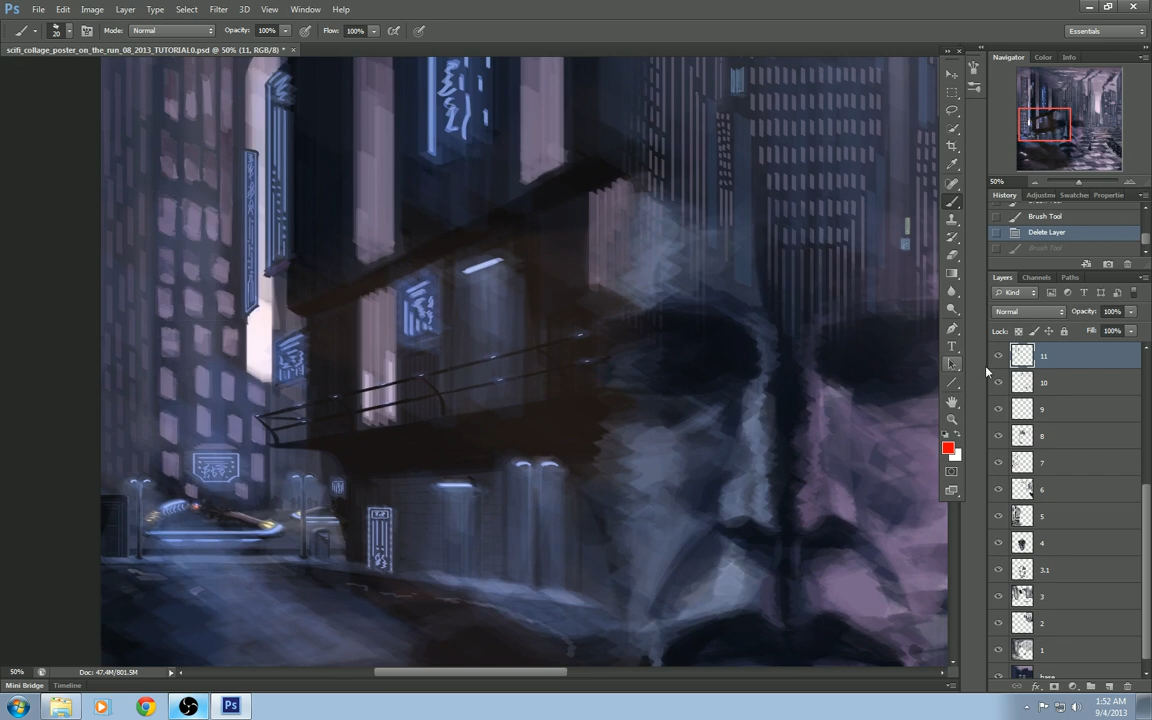 Ps File Edit Image Layer Type Select Filter 3D View Window Help
20 Mode: Normal Opacity: 100% Flow: 100% Essentials
scifi_collage_poster_on_the_run_08_2013_TUTORIAL0.psd @ 50% (11, RGB/8) * ×
Navigator Color Info
50%
History Adjustm Swatches Propertie
Brush Tool
Delete Layer
Brush Tool
Layers Channels Paths
Kind
Normal Opacity: 100%
Lock: Fill: 100%
11
10
9
8
7
6
5
4
3.1
3
2
1
base
T
50% Doc: 47.4M/801.5M
Mini Bridge Timeline
Ps
1:52 AM
9/4/2013